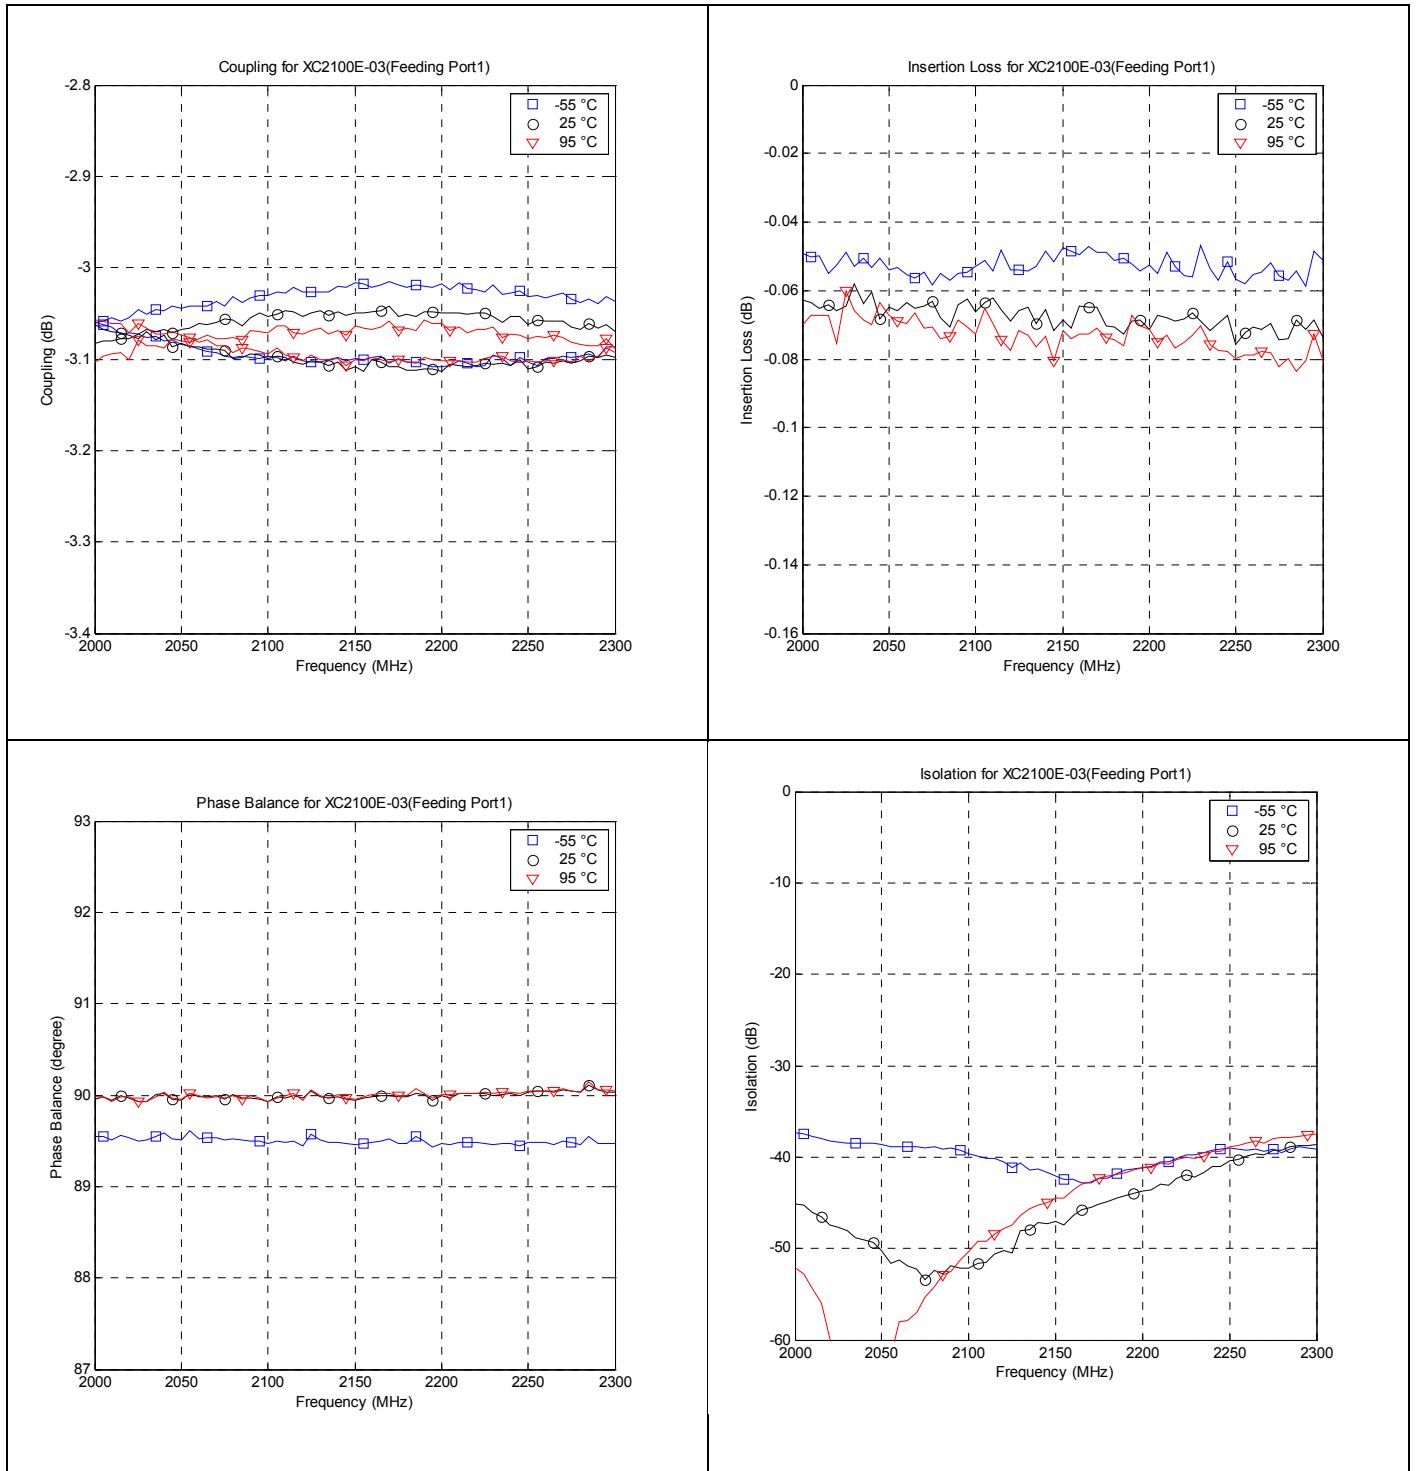 Coupling for XC2100E-03(Feeding Port1)
-2.8
-2.9
-3
-3.1
-3.2
-3.3
-3.4
Coupling (dB)
-55 °C
25 °C
95 °C
2000 2050 2100 2150 2200 2250 2300
Frequency (MHz)
Insertion Loss for XC2100E-03(Feeding Port1)
0
-0.02
-0.04
-0.06
-0.08
-0.1
-0.12
-0.14
-0.16
Insertion Loss (dB)
-55 °C
25 °C
95 °C
2000 2050 2100 2150 2200 2250 2300
Frequency (MHz)
Phase Balance for XC2100E-03(Feeding Port1)
93
92
91
90
89
88
87
Phase Balance (degree)
-55 °C
25 °C
95 °C
2000 2050 2100 2150 2200 2250 2300
Frequency (MHz)
Isolation for XC2100E-03(Feeding Port1)
0
-10
-20
-30
-40
-50
-60
Isolation (dB)
-55 °C
25 °C
95 °C
2000 2050 2100 2150 2200 2250 2300
Frequency (MHz)